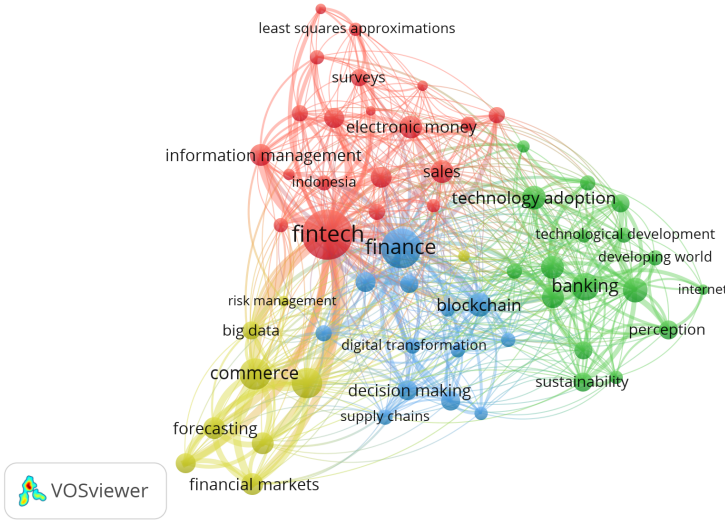 least squares approximations
surveys
electronic money
information management
sales
indonesia
technology adoption
fintech
finance
technological development
developing world
banking
internet
risk management
blockchain
big data
perception
digital transformation
commerce
sustainability
decision making
supply chains
forecasting
financial markets
VOSviewer